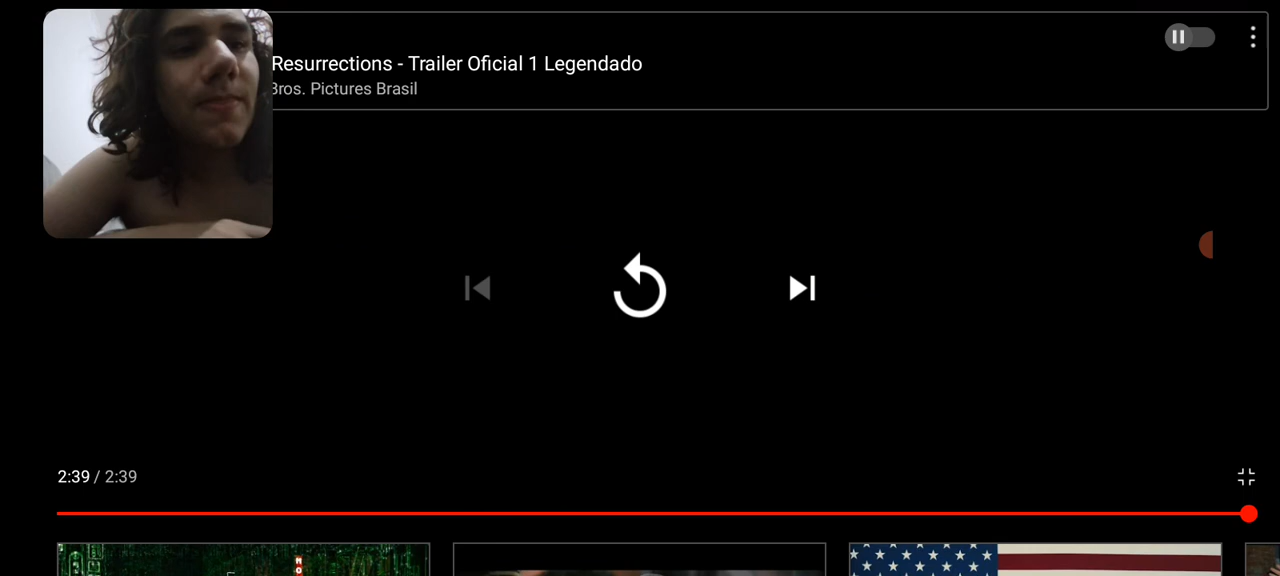 Resurrections - Trailer Oficial 1 Legendado
Bros. Pictures Brasil
2:39 / 2:39